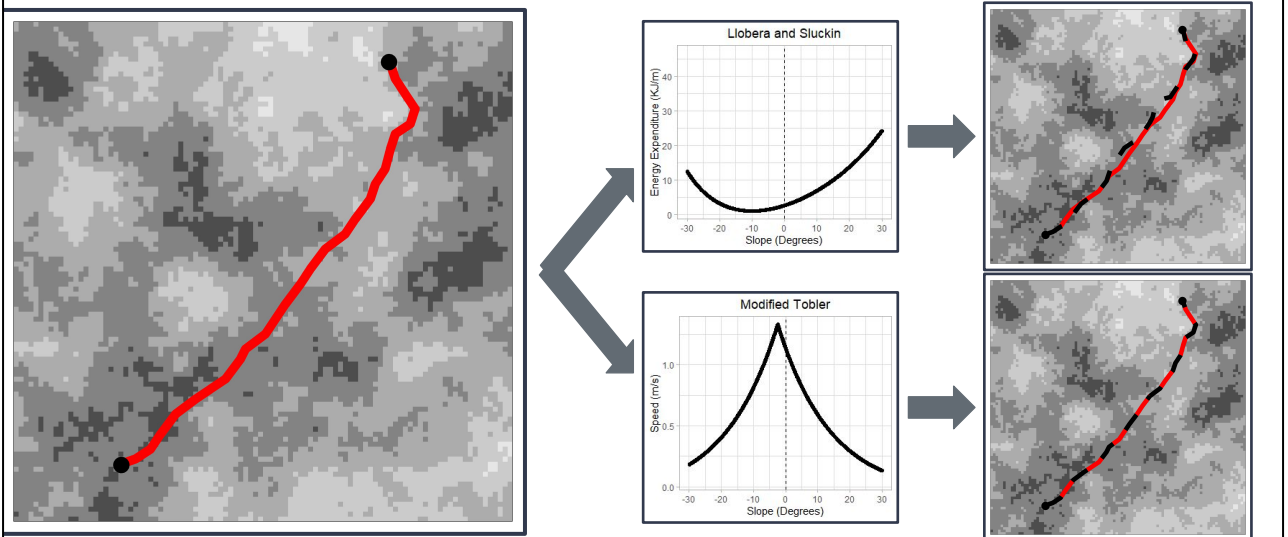 Llobera and Sluckin
Energy Expenditure (KJ/m)
40
30
20
10
0
-30 -20 -10 0 10 20 30
Slope (Degrees)
Modified Tobler
Speed (m/s)
1.0
0.5
0.0
-30 -20 -10 0 10 20 30
Slope (Degrees)